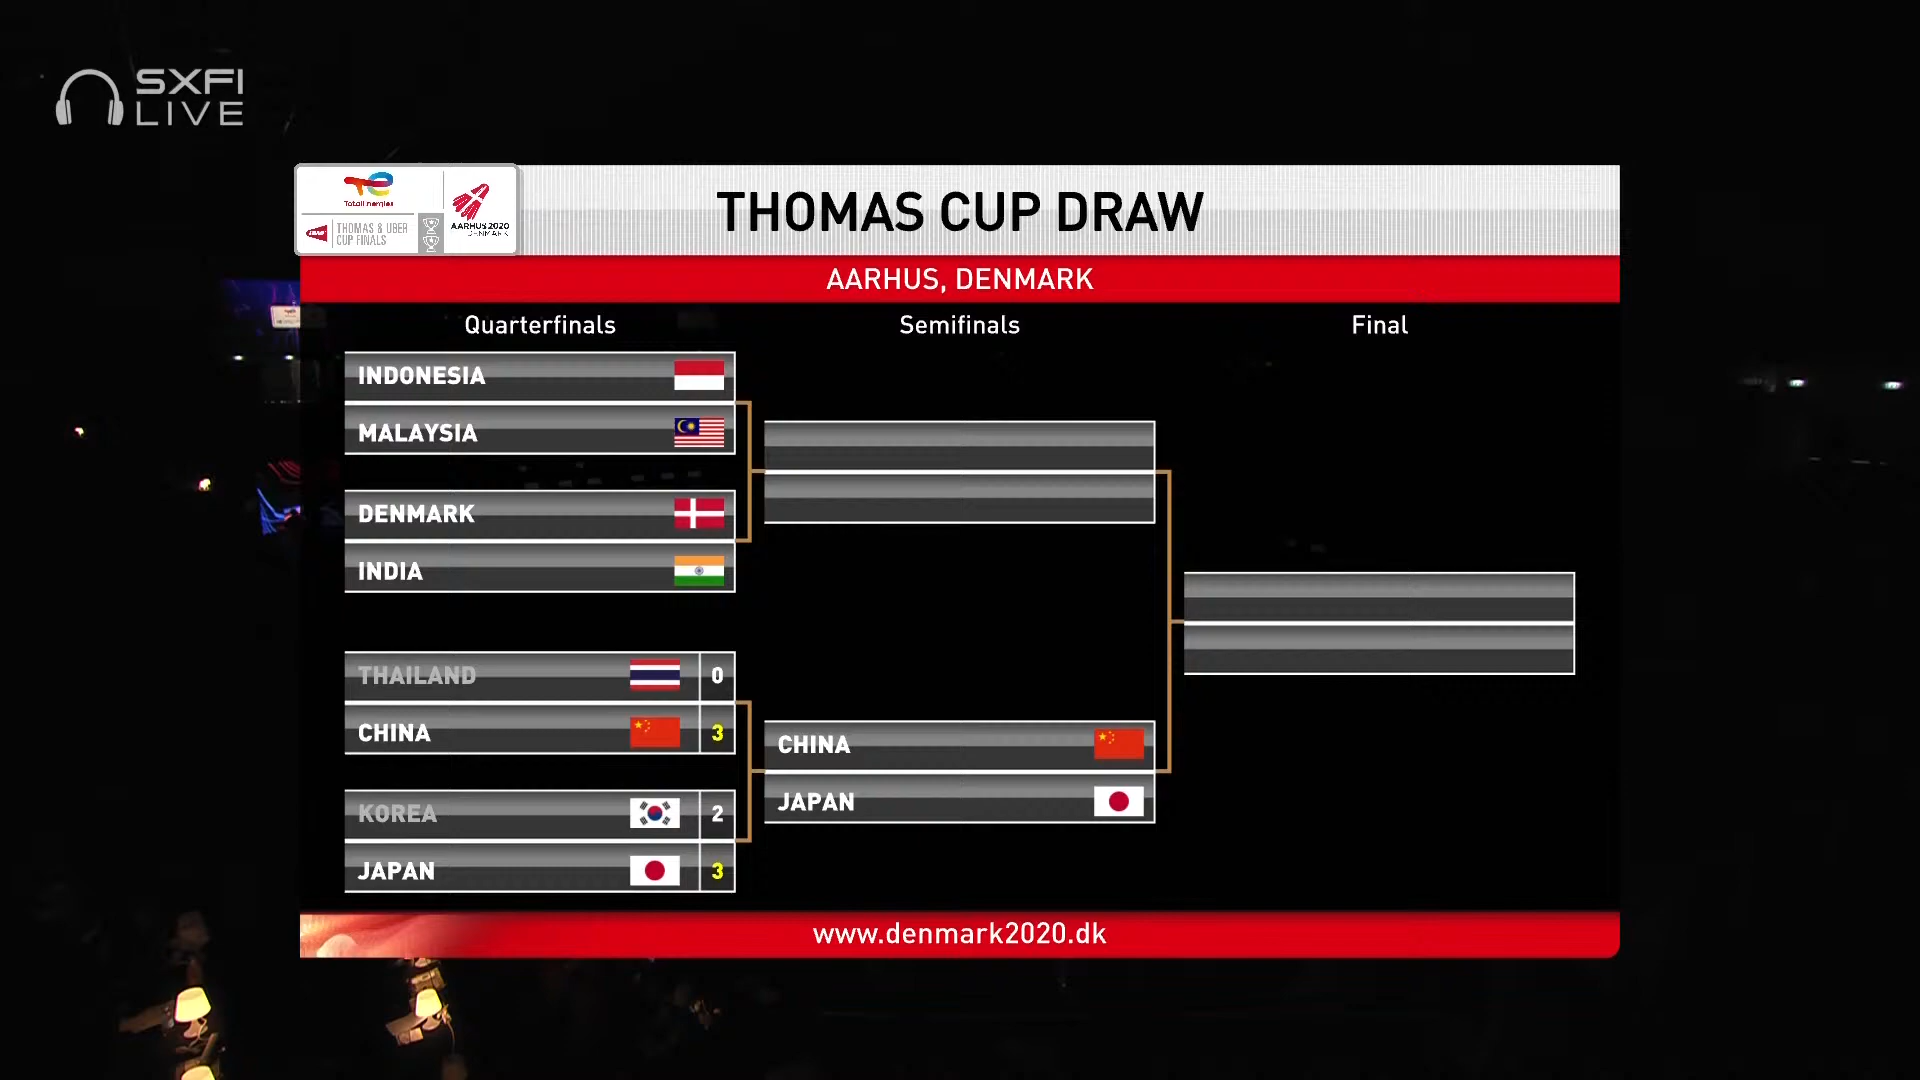 SXFI
LIVE
TotalEnergies
THOMAS & UBER
CUP FINALS
AARHUS 2020
DENMARK
THOMAS CUP DRAW
AARHUS, DENMARK
Quarterfinals
Semifinals
Final
INDONESIA
MALAYSIA
DENMARK
INDIA
THAILAND 0
CHINA 3
KOREA 2
JAPAN 3
CHINA
JAPAN
www.denmark2020.dk